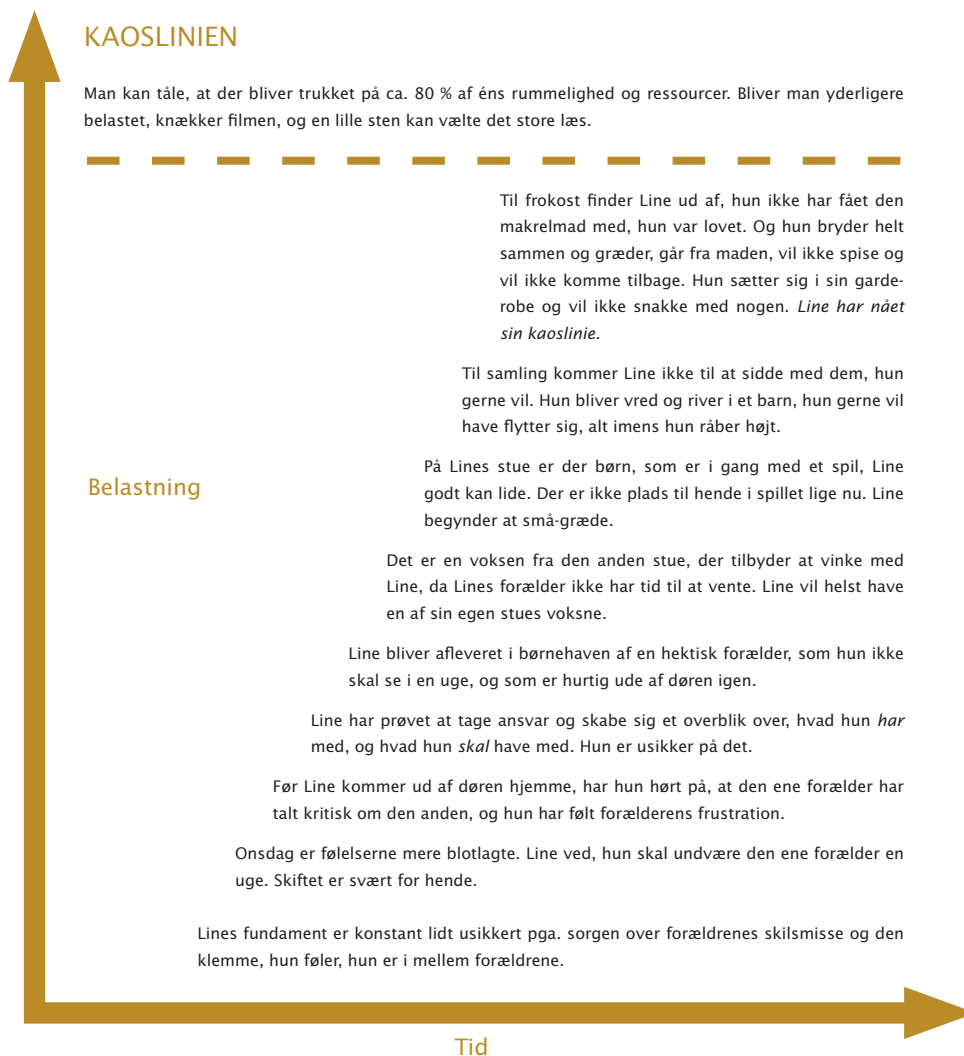 KAOSLINIEN
Man kan tåle, at der bliver trukket på ca. 80 % af éns rummelighed og ressourcer. Bliver man yderligere
belastet, knækker filmen, og en lille sten kan vælte det store læs.
Til frokost finder Line ud af, hun ikke har fået den
makrelmad med, hun var lovet. Og hun bryder helt
sammen og græder, går fra maden, vil ikke spise og
vil ikke komme tilbage. Hun sætter sig i sin garde-
robe og vil ikke snakke med nogen. Line har nået
sin kaoslinie.
Til samling kommer Line ikke til at sidde med dem, hun
gerne vil. Hun bliver vred og river i et barn, hun gerne vil
have flytter sig, alt imens hun råber højt.
På Lines stue er der børn, som er i gang med et spil, Line
godt kan lide. Der er ikke plads til hende i spillet lige nu. Line
begynder at små-græde.
Belastning
Det er en voksen fra den anden stue, der tilbyder at vinke med
Line, da Lines forælder ikke har tid til at vente. Line vil helst have
en af sin egen stues voksne.
Line bliver afleveret i børnehaven af en hektisk forælder, som hun ikke
skal se i en uge, og som er hurtig ude af døren igen.
Line har prøvet at tage ansvar og skabe sig et overblik over, hvad hun har
med, og hvad hun skal have med. Hun er usikker på det.
Før Line kommer ud af døren hjemme, har hun hørt på, at den ene forælder har
talt kritisk om den anden, og hun har følt forælderens frustration.
Onsdag er følelserne mere blotlagte. Line ved, hun skal undvære den ene forælder en
uge. Skiftet er svært for hende.
Lines fundament er konstant lidt usikkert pga. sorgen over forældrenes skilsmisse og den
klemme, hun føler, hun er i mellem forældrene.
Tid